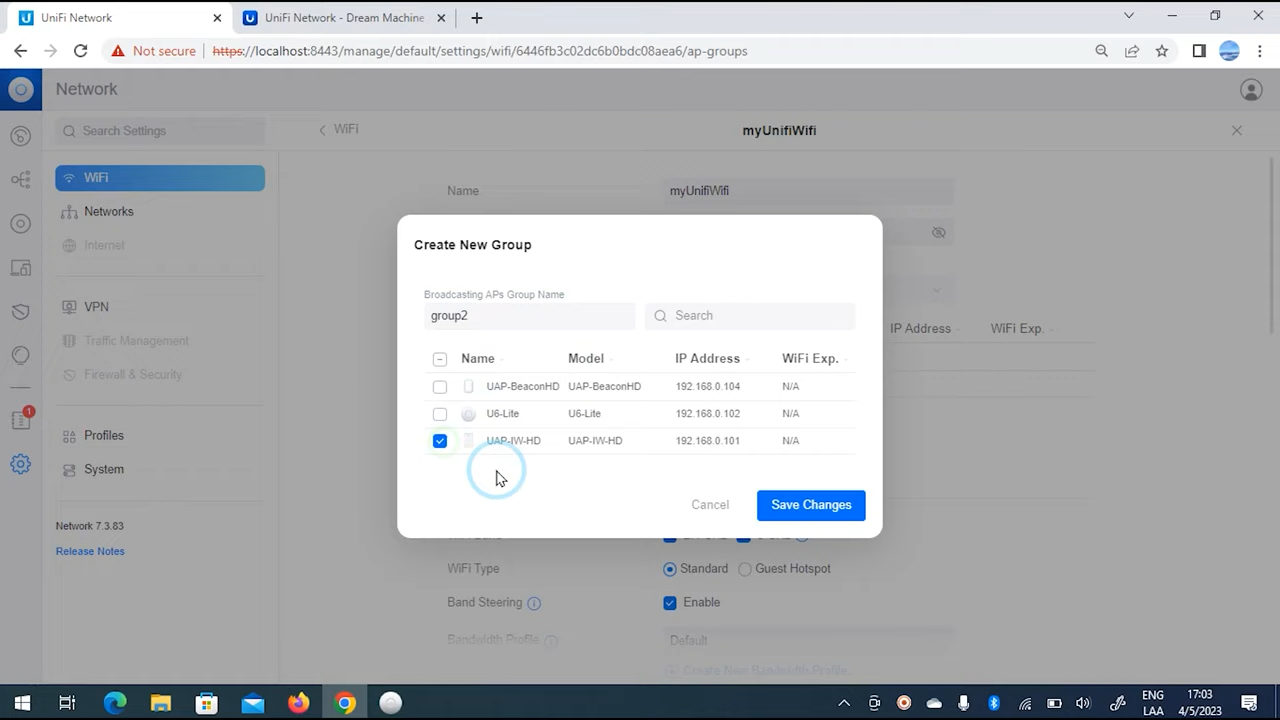 UniFi Network
UniFi Network - Dream Machine
Not secure https://localhost:8443/manage/default/settings/wifi/6446fb3c02dc6b0bdc08aea6/ap-groups
Network
Search Settings
WiFi
myUnifiWifi
WiFi
Name
myUnifiWifi
Networks
Internet
Create New Group
Broadcasting APs Group Name
group2
Search
VPN
IP Address
WiFi Exp.
Traffic Management
Name Model IP Address WiFi Exp.
Firewall & Security
UAP-BeaconHD UAP-BeaconHD 192.168.0.104 N/A
U6-Lite U6-Lite 192.168.0.102 N/A
1
Profiles
UAP-IW-HD UAP-IW-HD 192.168.0.101 N/A
System
Cancel
Save Changes
Network 7.3.83
Release Notes
WiFi Type
Standard
Guest Hotspot
Band Steering
Enable
Bandwidth Profile
Default
Create New Bandwidth Profile
ENG
LAA
17:03
4/5/2023